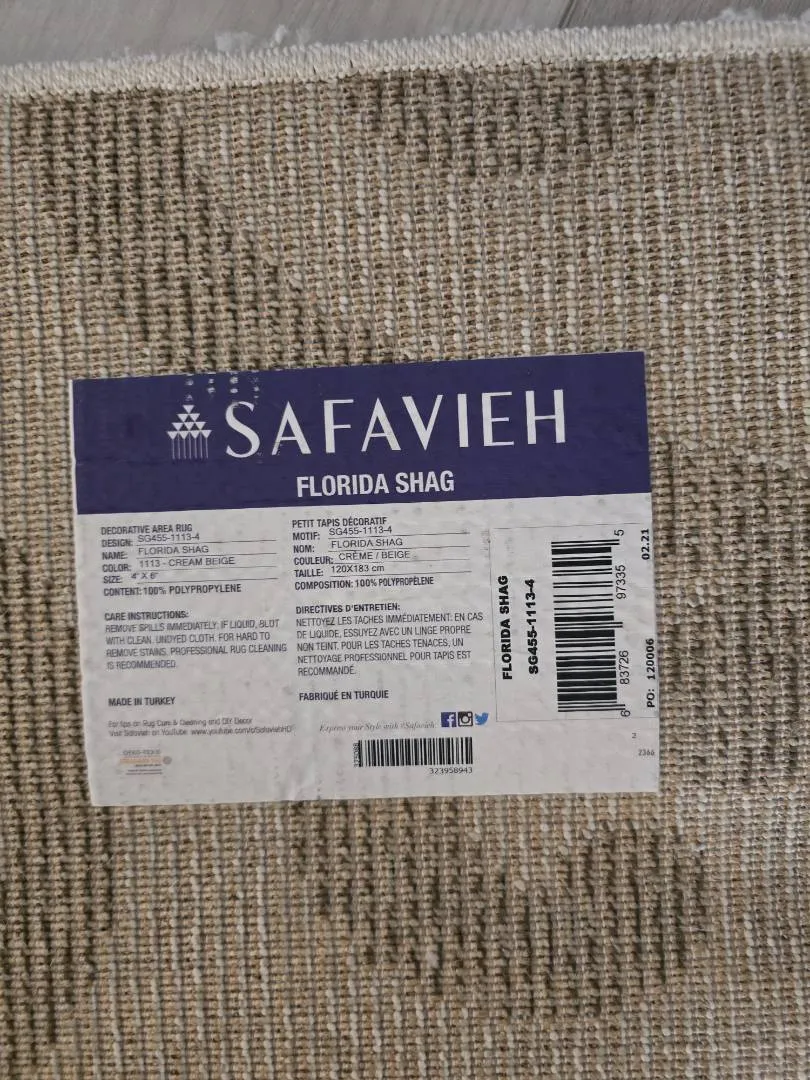 SAFAVIEH
FLORIDA SHAG
DECORATIVE AREA RUG
DESIGN: SG455-1113-4
NAME: FLORIDA SHAG
COLOR: 1113 - CREAM BEIGE
SIZE: 4' X 6'
CONTENT: 100% POLYPROPYLENE
CARE INSTRUCTIONS:
REMOVE SPILLS IMMEDIATELY. IF LIQUID, BLOT
WITH CLEAN, UNDYED CLOTH. FOR HARD TO
REMOVE STAINS, PROFESSIONAL RUG CLEANING
IS RECOMMENDED.
MADE IN TURKEY
For tips on Rug Care & Cleaning and DIY Decor
Visit Safavieh on YouTube: www.youtube.com/c/SafaviehHD
OEKO-TEX®
PETIT TAPIS DÉCORATIF
MOTIF: SG455-1113-4
NOM: FLORIDA SHAG
COULEUR: CRÈME / BEIGE
TAILLE: 120X183 cm
COMPOSITION: 100% POLYPROPÈLENE
DIRECTIVES D'ENTRETIEN:
NETTOYEZ LES TACHES IMMÉDIATEMENT: EN CAS
DE LIQUIDE, ESSUYEZ AVEC UN LINGE PROPRE
NON TEINT. POUR LES TACHES TENACES, UN
NETTOYAGE PROFESSIONNEL POUR TAPIS EST
RECOMMANDÉ.
FABRIQUÉ EN TURQUIE
Express your Style with #Safavieh
323958943
FLORIDA SHAG
SG455-1113-4
6 83726 97335 5
PO: 120006 02.21
2
2366